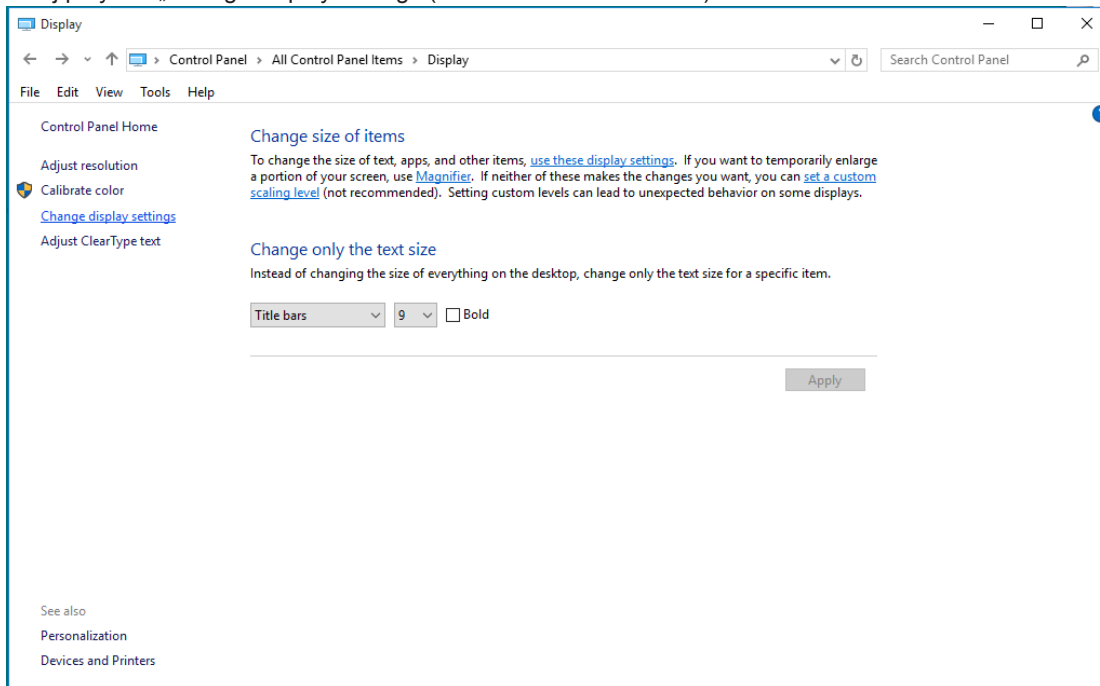 Display
Control Panel > All Control Panel Items > Display
Search Control Panel
File Edit View Tools Help
Control Panel Home
Adjust resolution
Calibrate color
Change display settings
Adjust ClearType text
Change size of items
To change the size of text, apps, and other items, use these display settings. If you want to temporarily enlarge
a portion of your screen, use Magnifier. If neither of these makes the changes you want, you can set a custom
scaling level (not recommended). Setting custom levels can lead to unexpected behavior on some displays.
Change only the text size
Instead of changing the size of everything on the desktop, change only the text size for a specific item.
Title bars 9 Bold
Apply
See also
Personalization
Devices and Printers